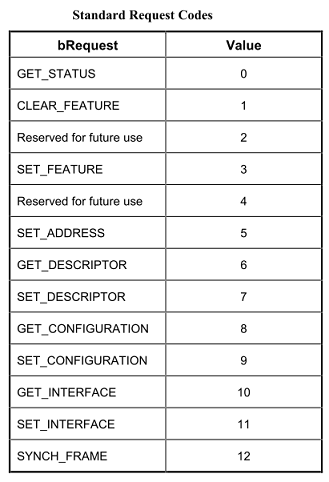 Standard Request Codes
bRequest Value
GET_STATUS 0
CLEAR_FEATURE 1
Reserved for future use 2
SET_FEATURE 3
Reserved for future use 4
SET_ADDRESS 5
GET_DESCRIPTOR 6
SET_DESCRIPTOR 7
GET_CONFIGURATION 8
SET_CONFIGURATION 9
GET_INTERFACE 10
SET_INTERFACE 11
SYNCH_FRAME 12